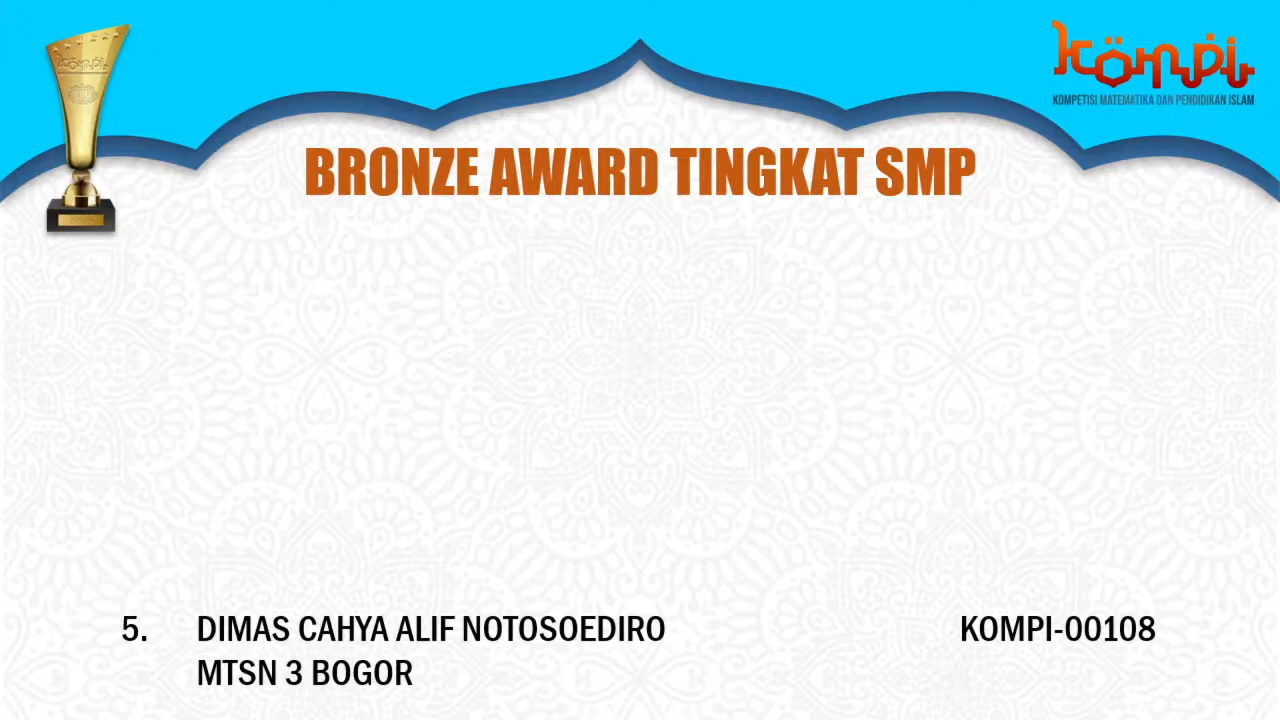 kompi
KOMPETISI MATEMATIKA DAN PENDIDIKAN ISLAM
BRONZE AWARD TINGKAT SMP
5. DIMAS CAHYA ALIF NOTOSOEDIRO KOMPI-00108
MTSN 3 BOGOR